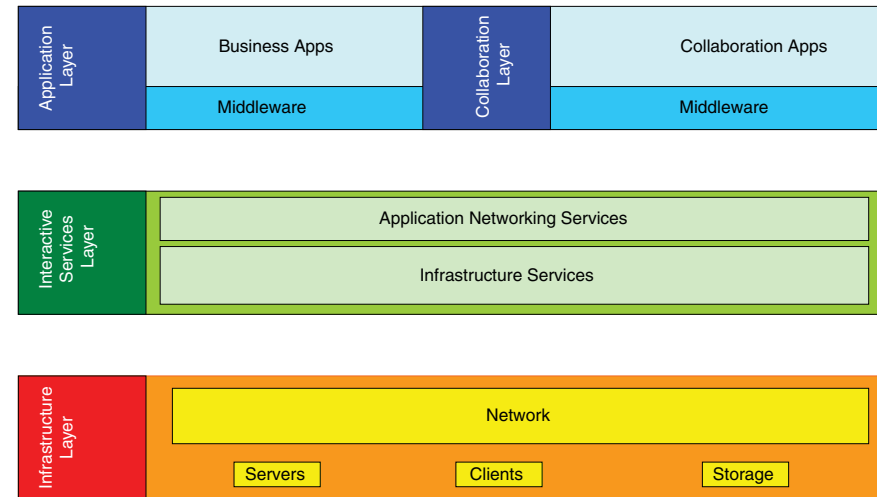 Application
Layer
Business Apps
Middleware
Collaboration
Layer
Collaboration Apps
Middleware
Interactive
Services
Layer
Application Networking Services
Infrastructure Services
Infrastructure
Layer
Network
Servers
Clients
Storage